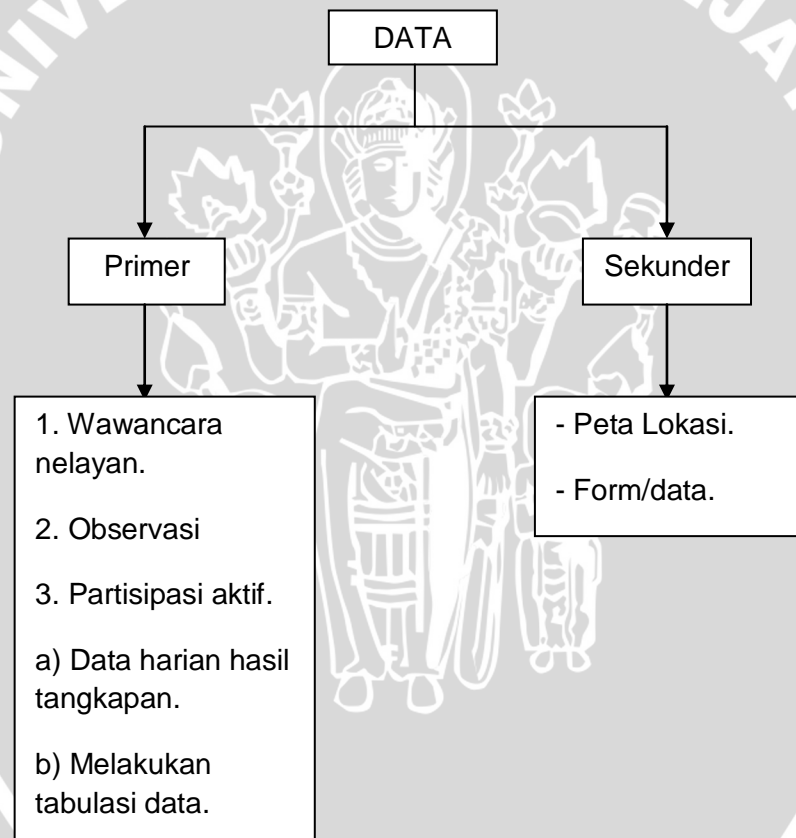 DATA
Primer
Sekunder
1. Wawancara
nelayan.
2. Observasi
3. Partisipasi aktif.
a) Data harian hasil
tangkapan.
b) Melakukan
tabulasi data.
- Peta Lokasi.
- Form/data.